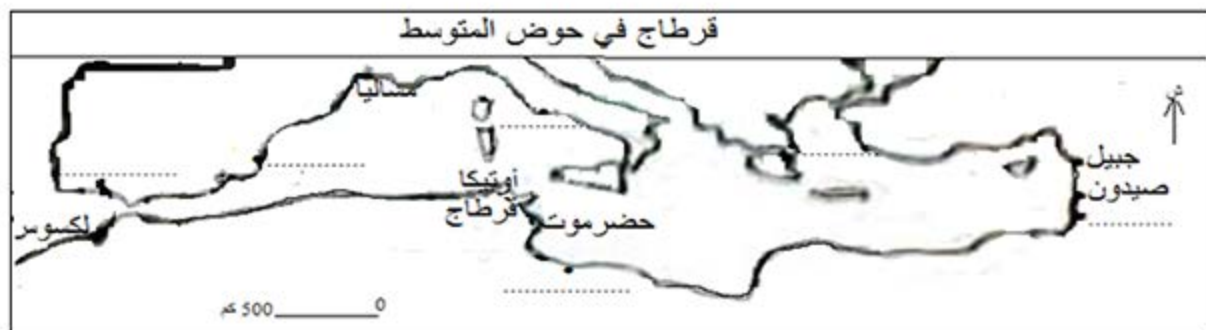 قرطاج في حوض المتوسط
مساليا
ش
جبيل
صيدون
أوتيكا
قرطاج
حضرموت
لكسوس
500 كم 0